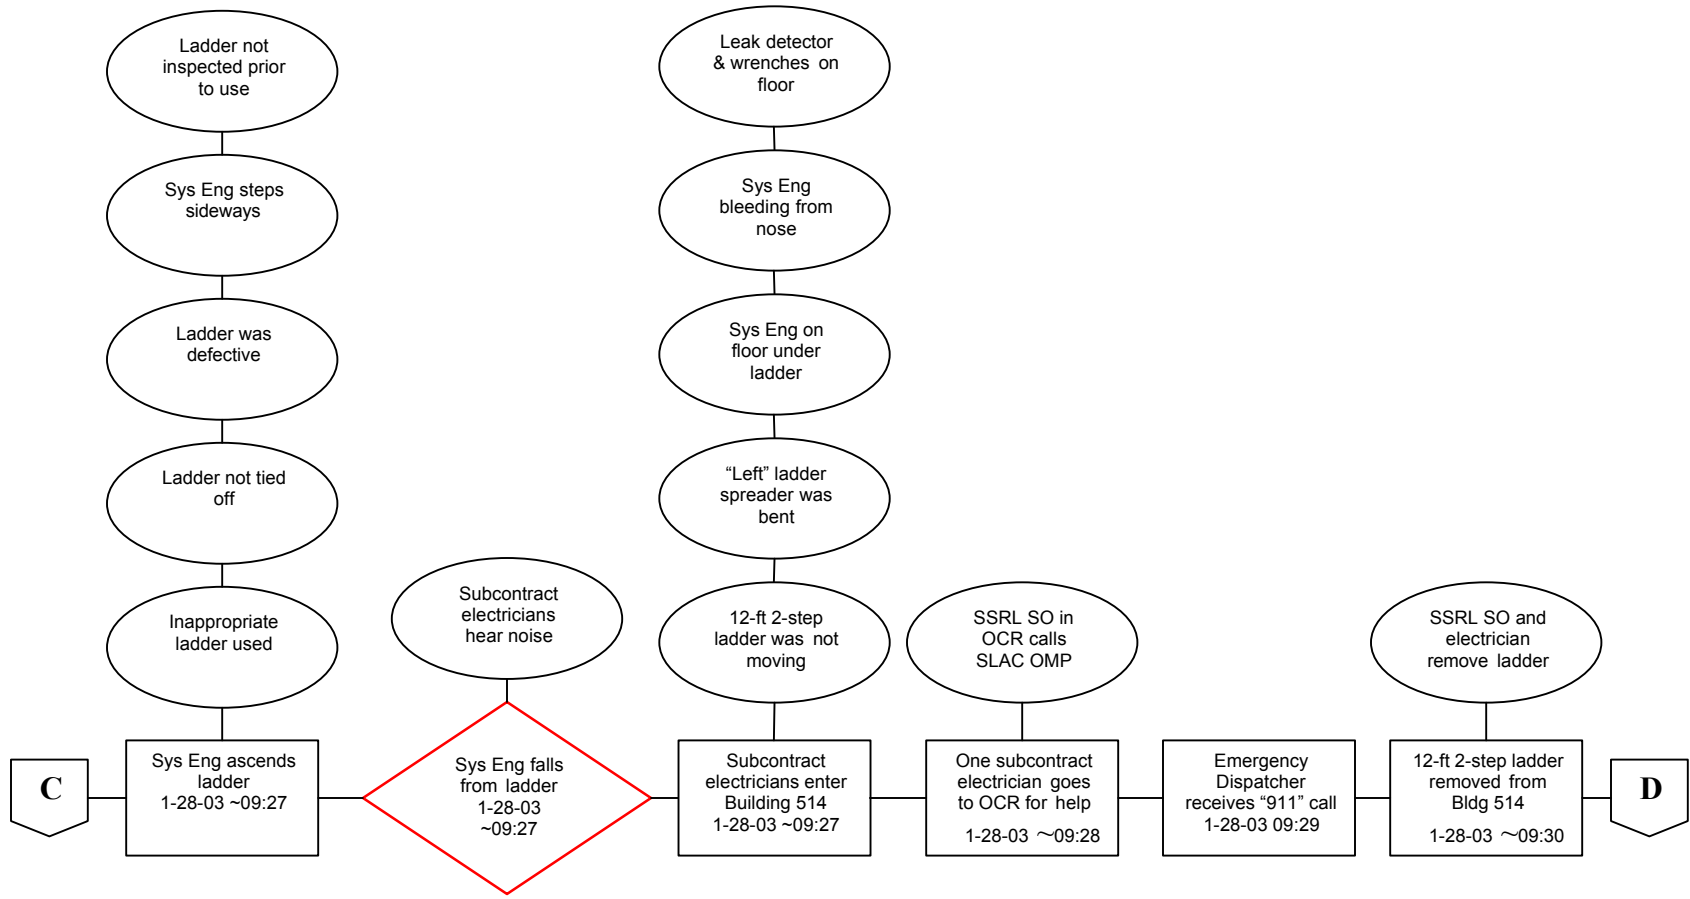 Ladder not
inspected prior
to use
Sys Eng steps
sideways
Ladder was
defective
Ladder not tied
off
Inappropriate
ladder used
Subcontract
electricians
hear noise
Leak detector
& wrenches on
floor
Sys Eng
bleeding from
nose
Sys Eng on
floor under
ladder
“Left” ladder
spreader was
bent
12-ft 2-step
ladder was not
moving
SSRL SO in
OCR calls
SLAC OMP
SSRL SO and
electrician
remove ladder
C
Sys Eng ascends
ladder
1-28-03 ~09:27
Sys Eng falls
from ladder
1-28-03
~09:27
Subcontract
electricians enter
Building 514
1-28-03 ~09:27
One subcontract
electrician goes
to OCR for help
1-28-03 ～09:28
Emergency
Dispatcher
receives “911” call
1-28-03 09:29
12-ft 2-step ladder
removed from
Bldg 514
1-28-03 ～09:30
D